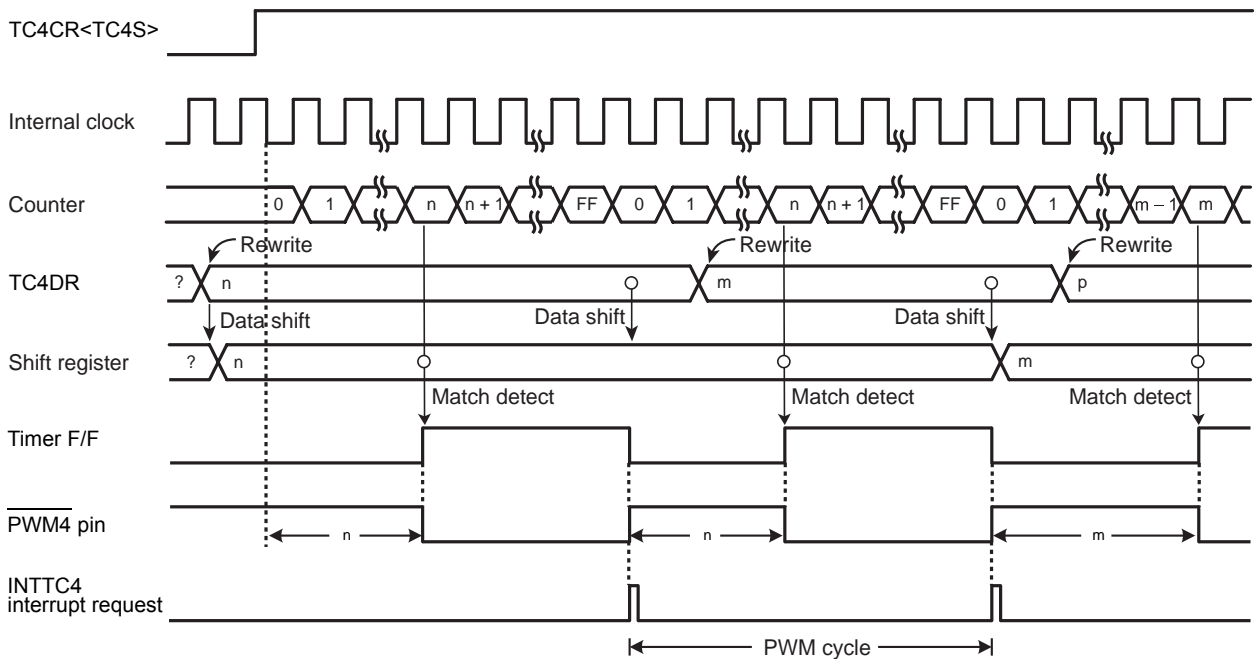 TC4CR<TC4S>
Internal clock
Counter
0 1 n n + 1 FF 0 1 n n + 1 FF 0 1 m – 1 m
Rewrite Rewrite Rewrite
TC4DR
? n m p
Data shift Data shift Data shift
Shift register
? n m
Match detect Match detect Match detect
Timer F/F
PWM4 pin
n n m
INTTC4
interrupt request
PWM cycle